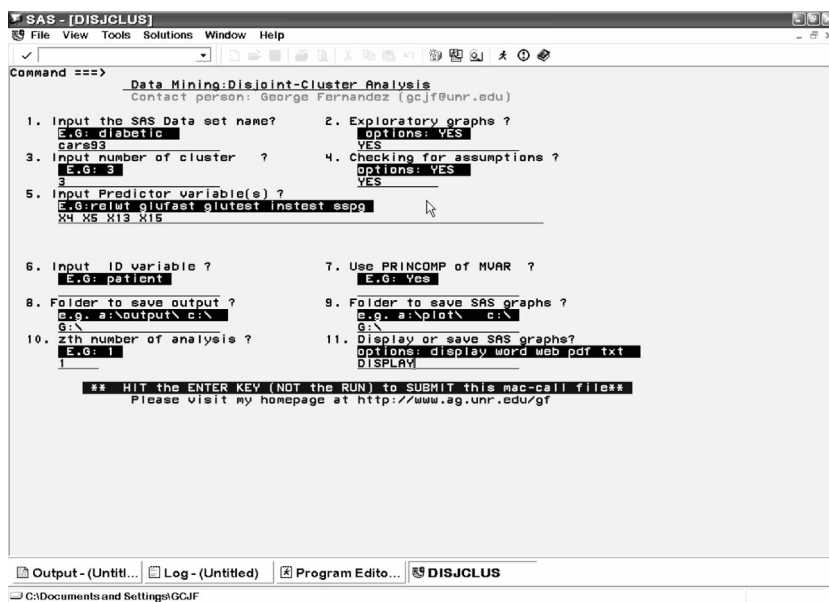 SAS - [DISJCLUS]
File View Tools Solutions Window Help
Command ===>
Data Mining:Disjoint-Cluster Analysis
Contact person: George Fernandez (gcjf@unr.edu)
1. Input the SAS Data set name? 2. Exploratory graphs ?
E.G: diabetic options: YES
cars93 YES
3. Input number of cluster ? 4. Checking for assumptions ?
E.G: 3 options: YES
3 YES
5. Input Predictor variable(s) ?
E.G:relwt glufast glutest instest sspg
X4 X5 X13 X15
6. Input ID variable ? 7. Use PRINCOMP of MVAR ?
E.G: patient E.G: Yes
8. Folder to save output ? 9. Folder to save SAS graphs ?
e.g. a:\output\ c:\ e.g. a:\plot\ c:\
G:\ G:\
10. zth number of analysis ? 11. Display or save SAS graphs?
E.G: 1 options: display word web pdf txt
1 DISPLAY
** HIT the ENTER KEY (NOT the RUN) to SUBMIT this mac-call file**
Please visit my homepage at http://www.ag.unr.edu/gf
Output - (Untitl... Log - (Untitled) Program Edito... DISJCLUS
C:\Documents and Settings\GCJF